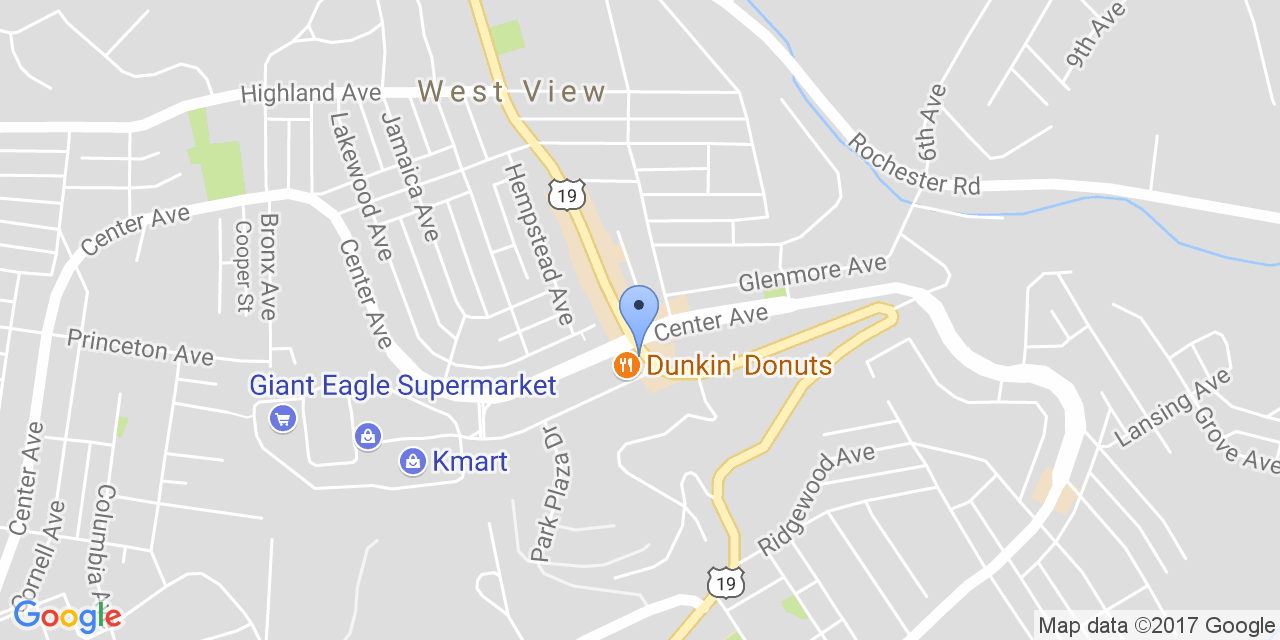 9th Ave
Highland Ave
West View
6th Ave
Lakewood Ave
Jamaica Ave
Rochester Rd
Hempstead Ave
19
Center Ave
Bronx Ave
Cooper St
Center Ave
Glenmore Ave
Center Ave
Princeton Ave
Dunkin' Donuts
Giant Eagle Supermarket
Lansing Ave
Grove Ave
Kmart
Park Plaza Dr
Ridgewood Ave
Center Ave
Columbia A
Cornell Ave
19
Google
Map data ©2017 Google